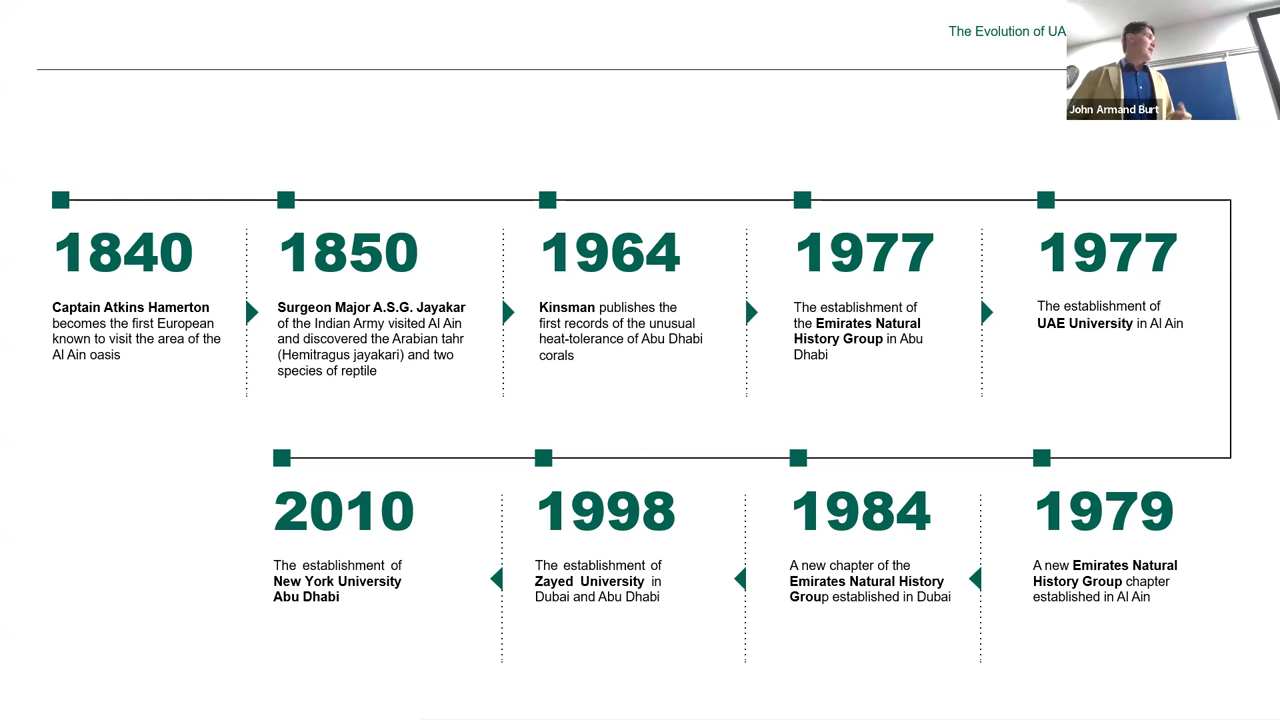 The Evolution of UA
John Armand Burt
1840
Captain Atkins Hamerton
becomes the first European
known to visit the area of the
Al Ain oasis
1850
Surgeon Major A.S.G. Jayakar
of the Indian Army visited Al Ain
and discovered the Arabian tahr
(Hemitragus jayakari) and two
species of reptile
1964
Kinsman publishes the
first records of the unusual
heat-tolerance of Abu Dhabi
corals
1977
The establishment of
the Emirates Natural
History Group in Abu
Dhabi
1977
The establishment of
UAE University in Al Ain
1979
A new Emirates Natural
History Group chapter
established in Al Ain
1984
A new chapter of the
Emirates Natural History
Group established in Dubai
1998
The establishment of
Zayed University in
Dubai and Abu Dhabi
2010
The establishment of
New York University
Abu Dhabi